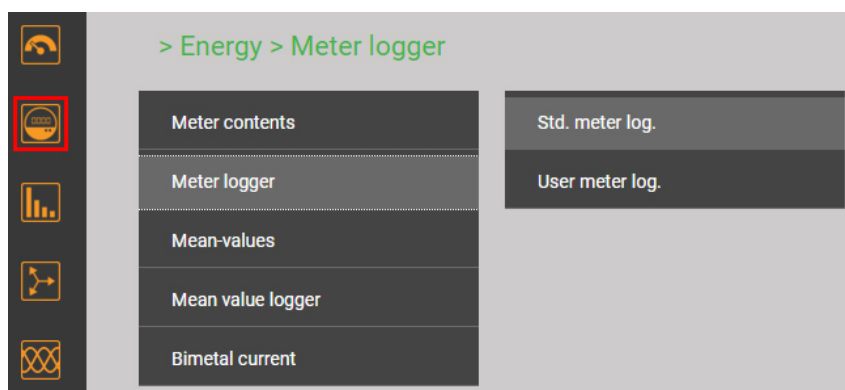 > Energy > Meter logger
Meter contents
Meter logger
Mean-values
Mean value logger
Bimetal current
Std. meter log.
User meter log.